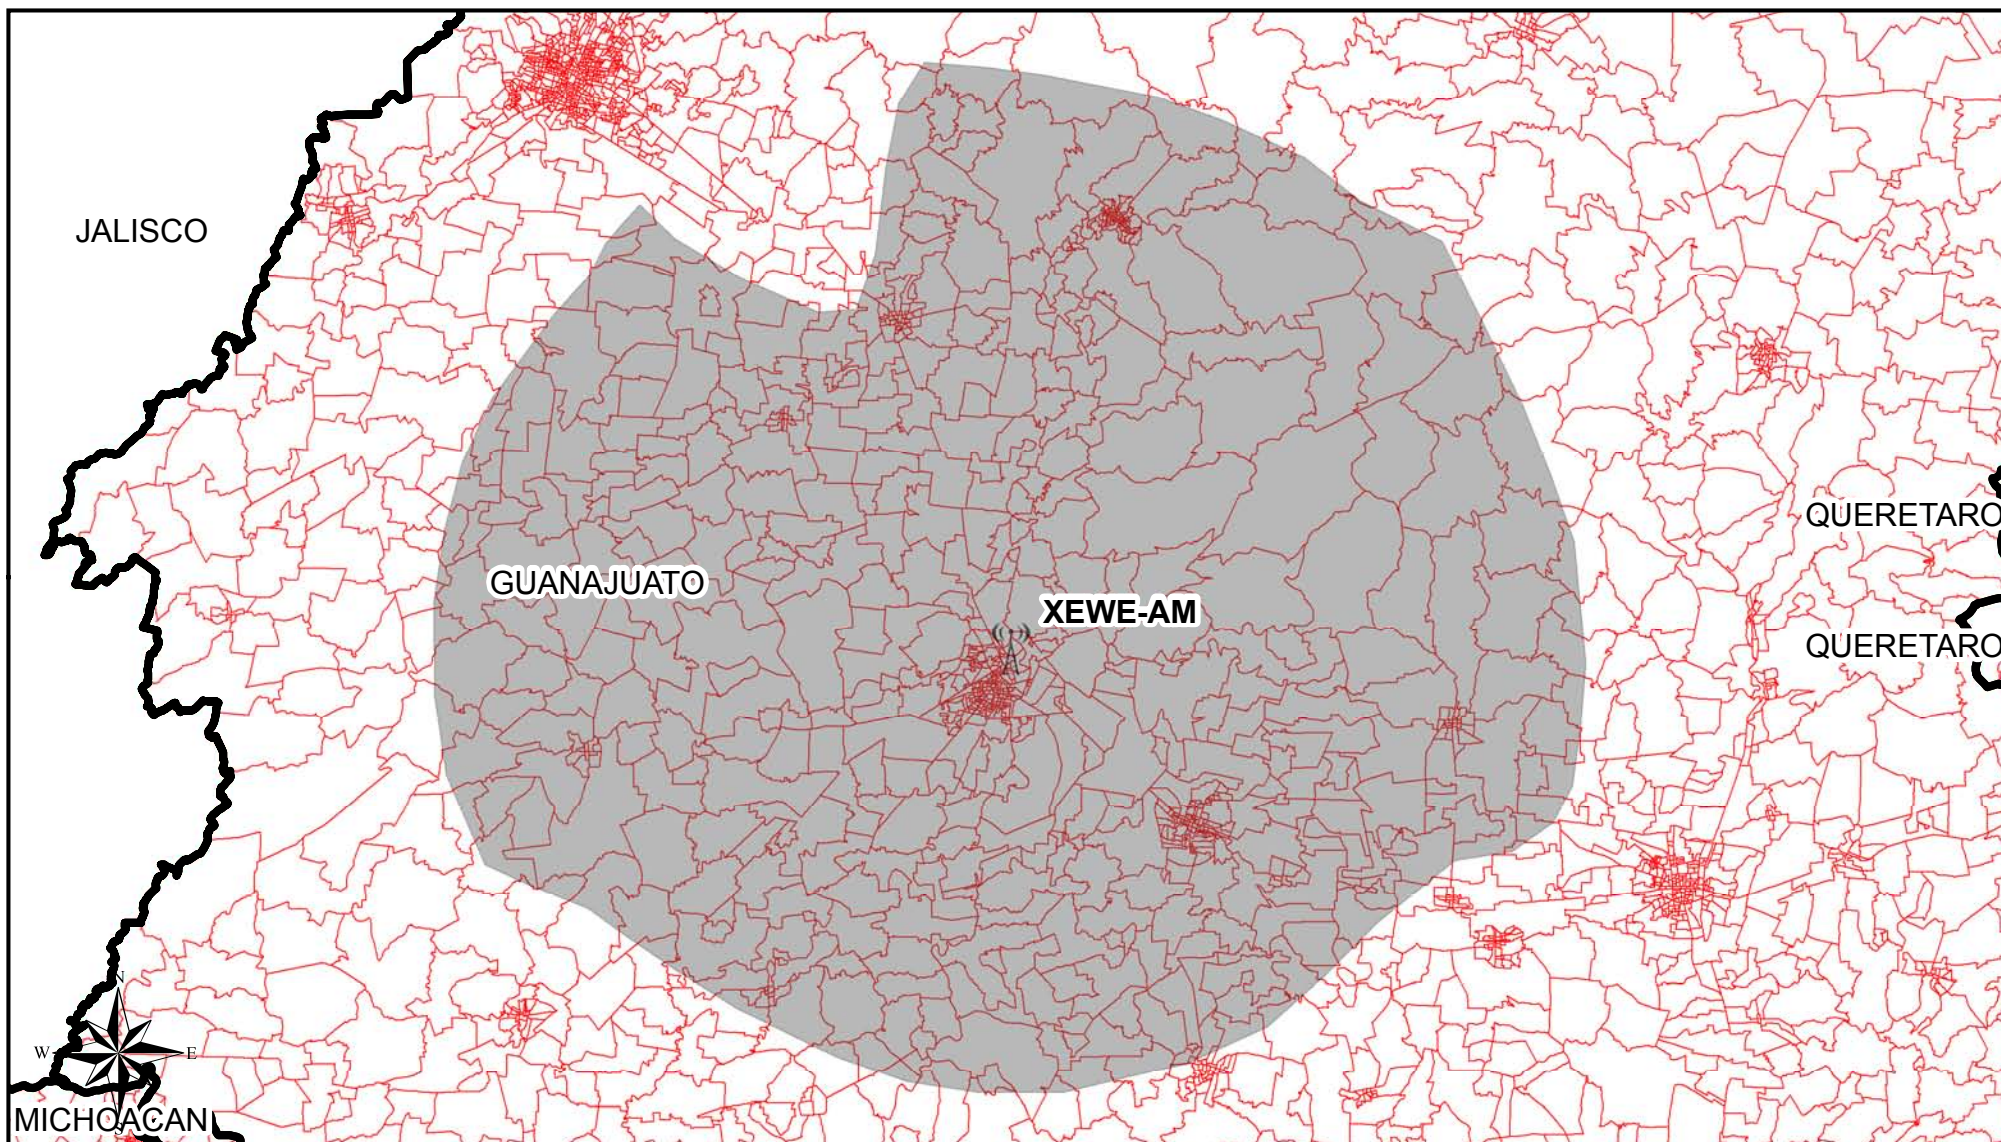 JALISCO
QUERETARO
GUANAJUATO
XEWE-AM
QUERETARO
N
W
E
S
MICHOACAN